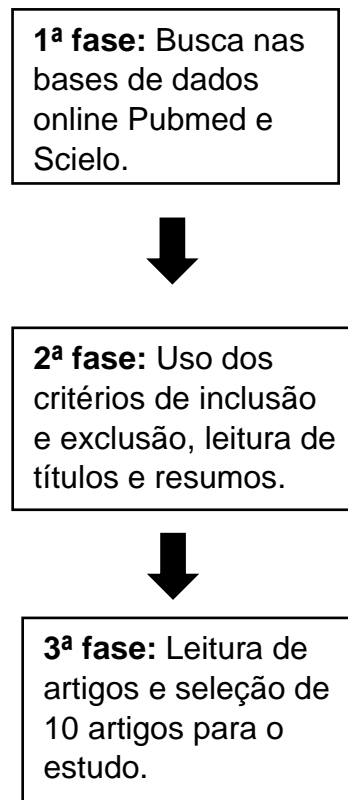 1ª fase: Busca nas
bases de dados
online Pubmed e
Scielo.
2ª fase: Uso dos
critérios de inclusão
e exclusão, leitura de
títulos e resumos.
3ª fase: Leitura de
artigos e seleção de
10 artigos para o
estudo.